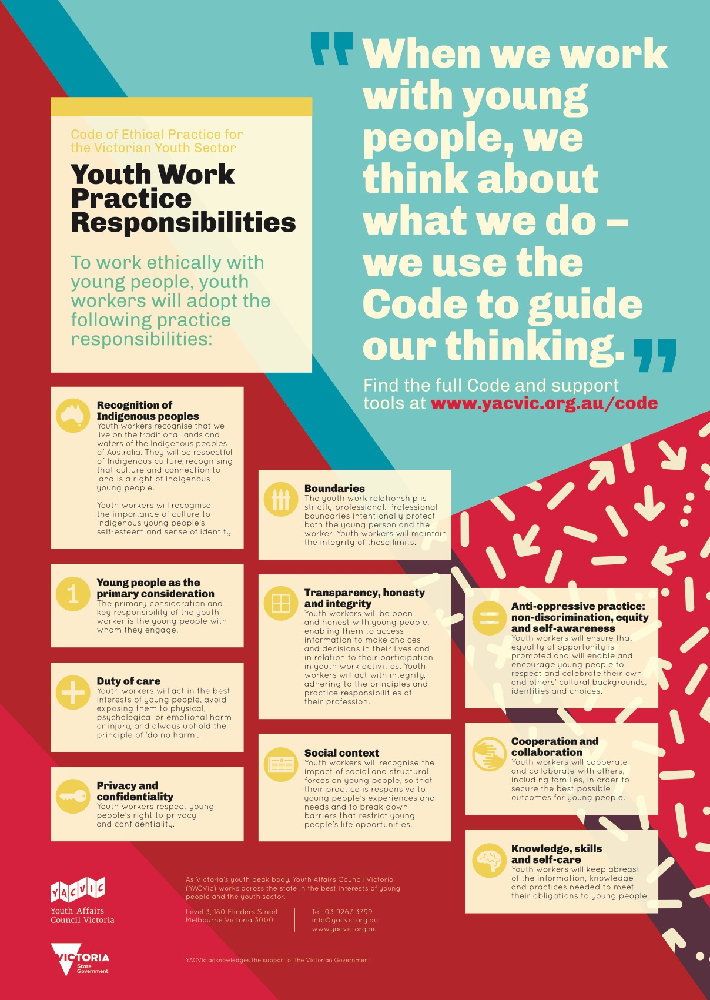 " When we work
with young
people, we
think about
what we do –
we use the
Code to guide
our thinking. "
Find the full Code and support
tools at www.yacvic.org.au/code
Code of Ethical Practice for
the Victorian Youth Sector
Youth Work
Practice
Responsibilities
To work ethically with
young people, youth
workers will adopt the
following practice
responsibilities:
Recognition of
Indigenous peoples
Youth workers recognise that we
live on the traditional lands and
waters of the Indigenous peoples
of Australia. They will be respectful
of Indigenous culture, recognising
that culture and connection to
land is a right of Indigenous
young people.
Youth workers will recognise
the importance of culture to
Indigenous young people's
self-esteem and sense of identity.
1
Young people as the
primary consideration
The primary consideration and
key responsibility of the youth
worker is the young people with
whom they engage.
Duty of care
Youth workers will act in the best
interests of young people, avoid
exposing them to physical,
psychological or emotional harm
or injury, and always uphold the
principle of 'do no harm'.
Privacy and
confidentiality
Youth workers respect young
people's right to privacy
and confidentiality.
Boundaries
The youth work relationship is
strictly professional. Professional
boundaries intentionally protect
both the young person and the
worker. Youth workers will maintain
the integrity of these limits.
Transparency, honesty
and integrity
Youth workers will be open
and honest with young people,
enabling them to access
information to make choices
and decisions in their lives and
in relation to their participation
in youth work activities. Youth
workers will act with integrity,
adhering to the principles and
practice responsibilities of
their profession.
Social context
Youth workers will recognise the
impact of social and structural
forces on young people, so that
their practice is responsive to
young people's experiences and
needs and to break down
barriers that restrict young
people's life opportunities.
Anti-oppressive practice:
non-discrimination, equity
and self-awareness
Youth workers will ensure that
equality of opportunity is
promoted and will enable and
encourage young people to
respect and celebrate their own
and others' cultural backgrounds,
identities and choices.
Cooperation and
collaboration
Youth workers will cooperate
and collaborate with others,
including families, in order to
secure the best possible
outcomes for young people.
Knowledge, skills
and self-care
Youth workers will keep abreast
of the information, knowledge
and practices needed to meet
their obligations to young people.
YACVIC
Youth Affairs
Council Victoria
As Victoria's youth peak body, Youth Affairs Council Victoria
(YACVic) works across the state in the best interests of young
people and the youth sector.
Level 3, 180 Flinders Street
Melbourne Victoria 3000
Tel: 03 9267 3799
info@yacvic.org.au
www.yacvic.org.au
VICTORIA
State
Government
YACVic acknowledges the support of the Victorian Government.